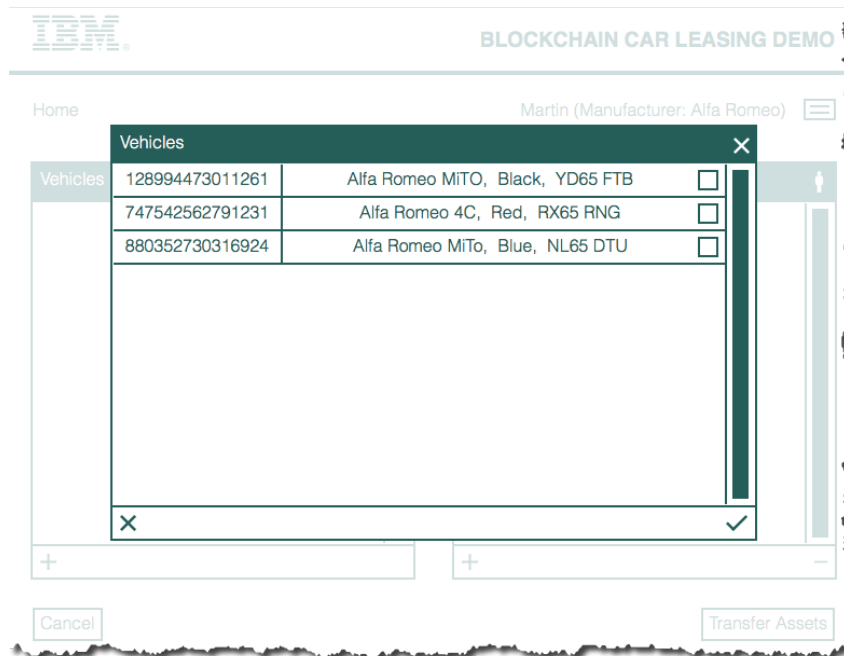 IBM®
BLOCKCHAIN CAR LEASING DEMO
Home
Martin (Manufacturer: Alfa Romeo)
Vehicles
Vehicles
128994473011261 Alfa Romeo MiTO, Black, YD65 FTB
747542562791231 Alfa Romeo 4C, Red, RX65 RNG
880352730316924 Alfa Romeo MiTo, Blue, NL65 DTU
Cancel
Transfer Assets